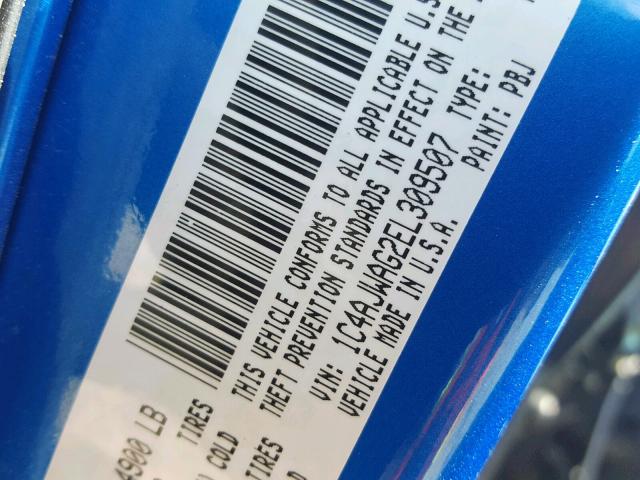 4900 LB
TIRES
COLD
THIS VEHICLE CONFORMS TO ALL APPLICABLE U.S
THEFT PREVENTION STANDARDS IN EFFECT ON THE
VIN: 1C4AJWAG2EL309507 TYPE:
VEHICLE MADE IN U.S.A. PAINT: PBJ
TIRES